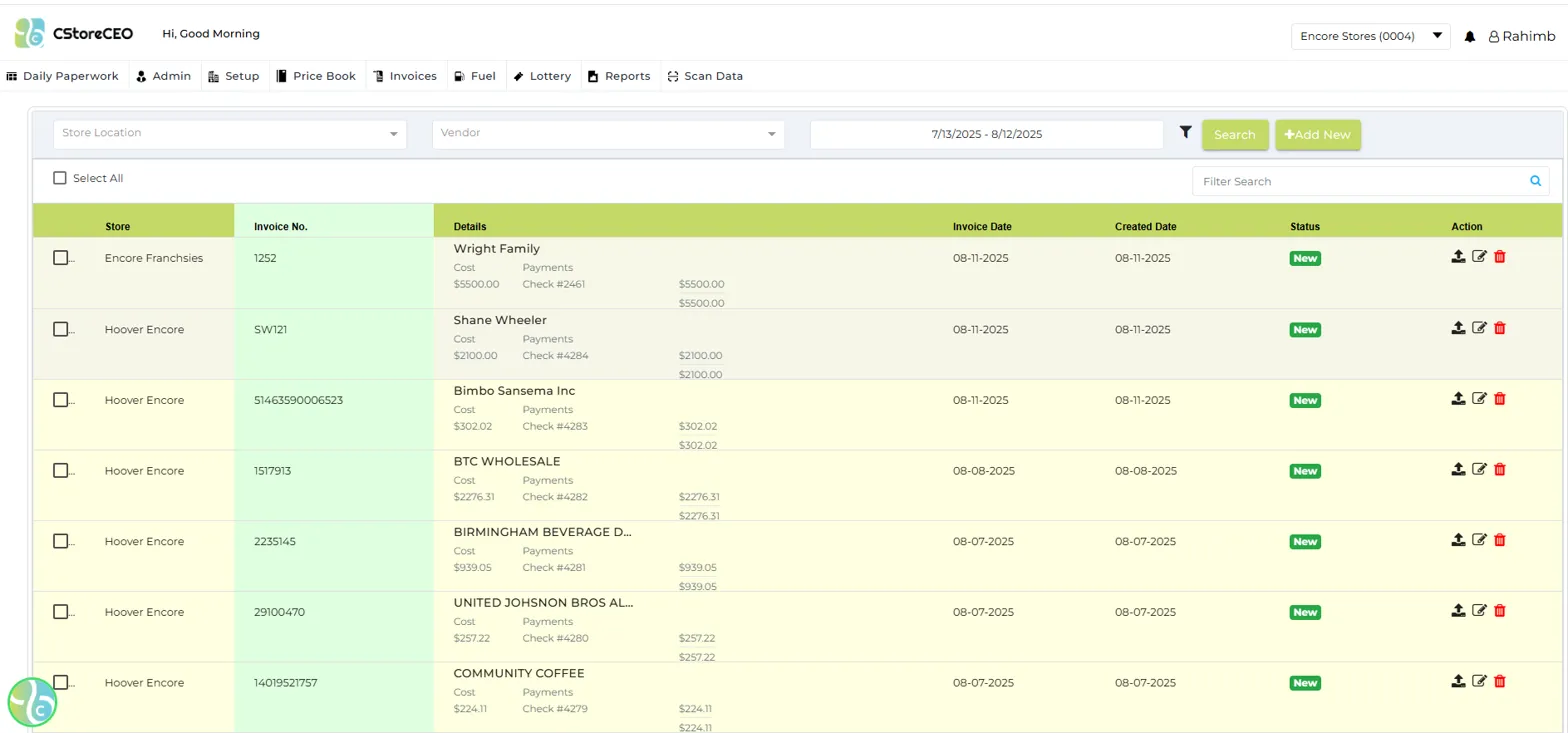 CStoreCEO Hi, Good Morning Encore Stores (0004) Rahimb
Daily Paperwork Admin Setup Price Book Invoices Fuel Lottery Reports Scan Data
Store Location Vendor 7/13/2025 - 8/12/2025 Search +Add New
Select All Filter Search
Store Invoice No. Details Invoice Date Created Date Status Action
Wright Family
... Encore Franchsies 1252 08-11-2025 08-11-2025 New
Cost Payments
$5500.00 Check #2461 $5500.00
$5500.00
Shane Wheeler
... Hoover Encore SW121 08-11-2025 08-11-2025 New
Cost Payments
$2100.00 Check #4284 $2100.00
$2100.00
Bimbo Sansema Inc
... Hoover Encore 51463590006523 08-11-2025 08-11-2025 New
Cost Payments
$302.02 Check #4283 $302.02
$302.02
BTC WHOLESALE
... Hoover Encore 1517913 08-08-2025 08-08-2025 New
Cost Payments
$2276.31 Check #4282 $2276.31
$2276.31
BIRMINGHAM BEVERAGE D...
... Hoover Encore 2235145 08-07-2025 08-07-2025 New
Cost Payments
$939.05 Check #4281 $939.05
$939.05
UNITED JOHSNON BROS AL...
... Hoover Encore 29100470 08-07-2025 08-07-2025 New
Cost Payments
$257.22 Check #4280 $257.22
$257.22
COMMUNITY COFFEE
... Hoover Encore 14019521757 08-07-2025 08-07-2025 New
Cost Payments
$224.11 Check #4279 $224.11
$224.11